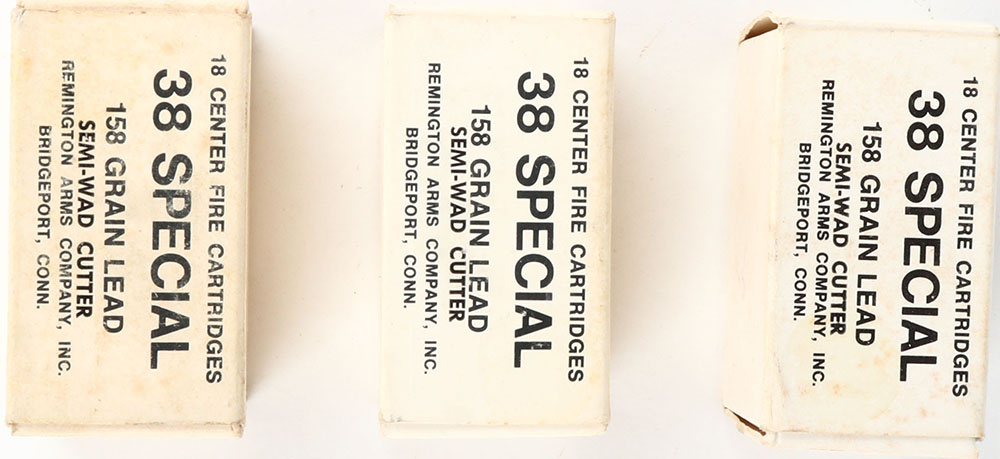 18 CENTER FIRE CARTRIDGES
38 SPECIAL
158 GRAIN LEAD
SEMI-WAD CUTTER
REMINGTON ARMS COMPANY, INC.
BRIDGEPORT, CONN.
18 CENTER FIRE CARTRIDGES
38 SPECIAL
158 GRAIN LEAD
SEMI-WAD CUTTER
REMINGTON ARMS COMPANY, INC.
BRIDGEPORT, CONN.
18 CENTER FIRE CARTRIDGES
38 SPECIAL
158 GRAIN LEAD
SEMI-WAD CUTTER
REMINGTON ARMS COMPANY, INC.
BRIDGEPORT, CONN.